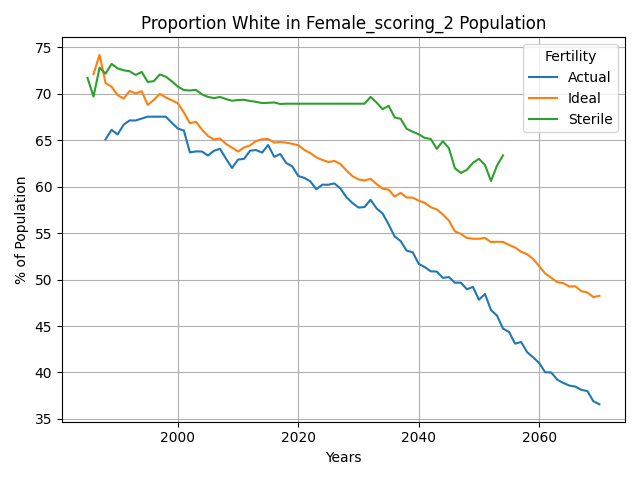 Proportion White in Female_scoring_2 Population
Fertility
Actual
Ideal
Sterile
% of Population
75
70
65
60
55
50
45
40
35
2000
2020
2040
2060
Years